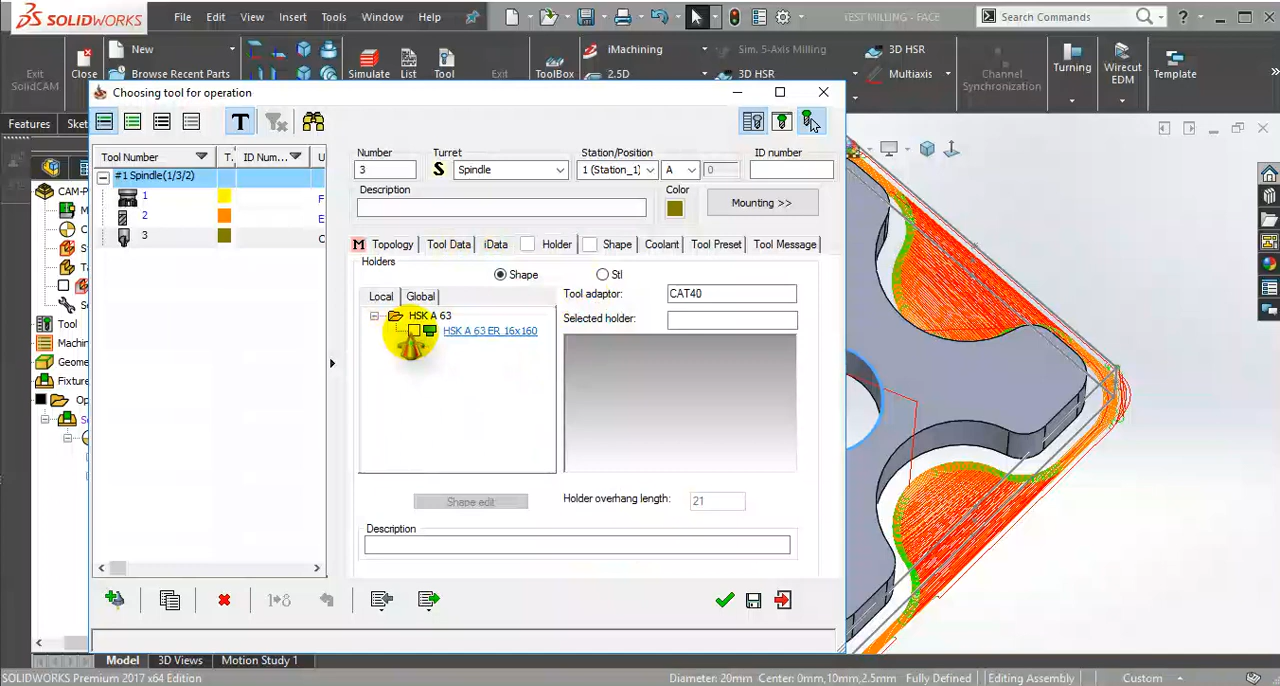 SOLIDWORKS
File Edit View Insert Tools Window Help
TEST MILLING - FACE
Search Commands
?
Exit SolidCAM
Close
New
Browse Recent Parts
Simulate
List
Tool
Exit
ToolBox
iMachining
2.5D
Sim. 5-Axis Milling
3D HSR
3D HSR
Multiaxis
Channel Synchronization
Turning
Wirecut EDM
Template
Features
Choosing tool for operation
Tool Number
ID Num...
#1 Spindle(1/3/2)
1
2
3
Number
3
Turret
S Spindle
Station/Position
1 (Station_1)
A
0
ID number
Description
Color
Mounting >>
M Topology Tool Data iData Holder Shape Coolant Tool Preset Tool Message
Holders
Shape
Stl
Local Global
HSK A 63
HSK A 63 ER 16x160
Tool adaptor: CAT40
Selected holder:
Shape edit
Holder overhang length: 21
Description
CAM-P
Tool
Machin
Geome
Fixture
Op
Model 3D Views Motion Study 1
SOLIDWORKS Premium 2017 x64 Edition
Diameter: 20mm Center: 0mm,10mm,2.5mm Fully Defined Editing Assembly Custom